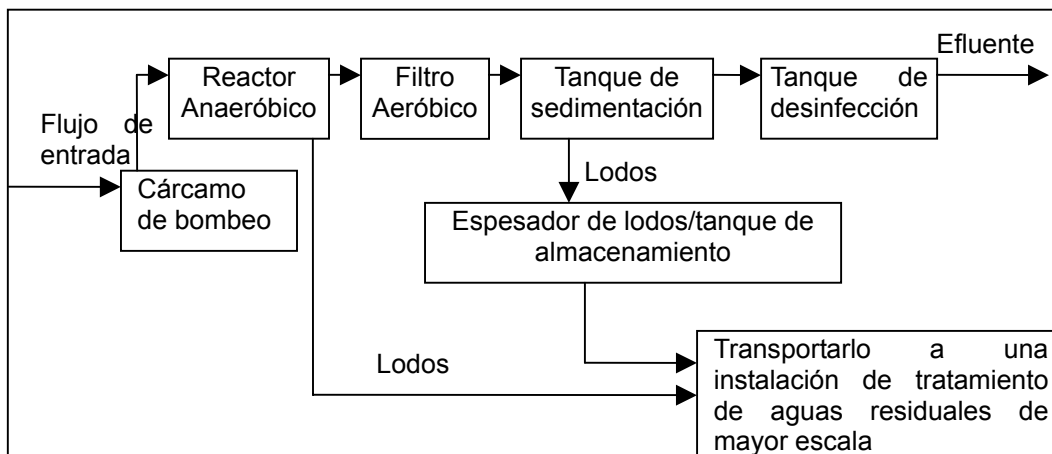 Efluente
Reactor
Anaeróbico
Filtro
Aeróbico
Tanque de
sedimentación
Tanque de
desinfección
Flujo de
entrada
Cárcamo
de bombeo
Lodos
Espesador de lodos/tanque de
almacenamiento
Lodos
Transportarlo a una
instalación de tratamiento
de aguas residuales de
mayor escala